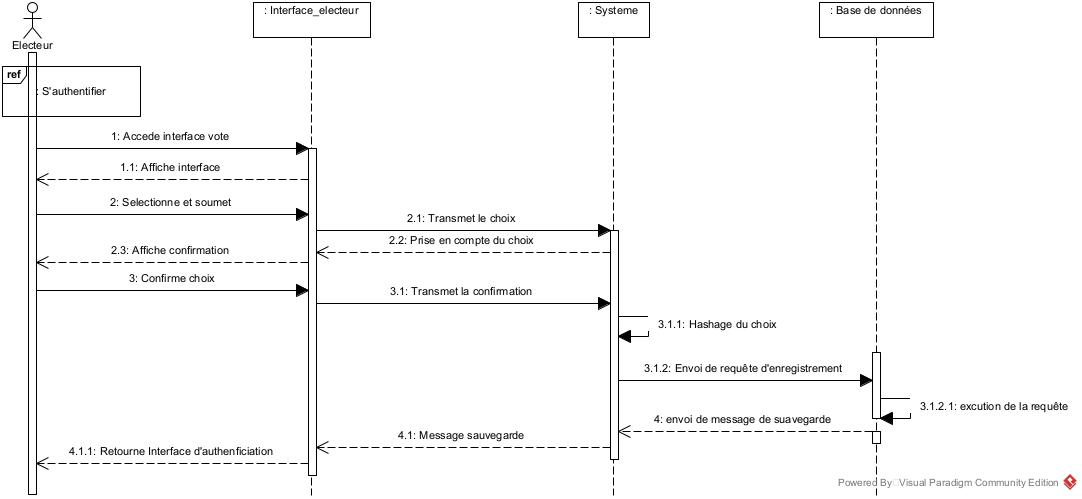 : Interface_electeur
: Systeme
: Base de données
Electeur
ref
: S'authentifier
1: Accede interface vote
1.1: Affiche interface
2: Selectionne et soumet
2.1: Transmet le choix
2.2: Prise en compte du choix
2.3: Affiche confirmation
3: Confirme choix
3.1: Transmet la confirmation
3.1.1: Hashage du choix
3.1.2: Envoi de requête d'enregistrement
3.1.2.1: excution de la requête
4: envoi de message de suavegarde
4.1: Message sauvegarde
4.1.1: Retourne Interface d'authenficiation
Powered By Visual Paradigm Community Edition